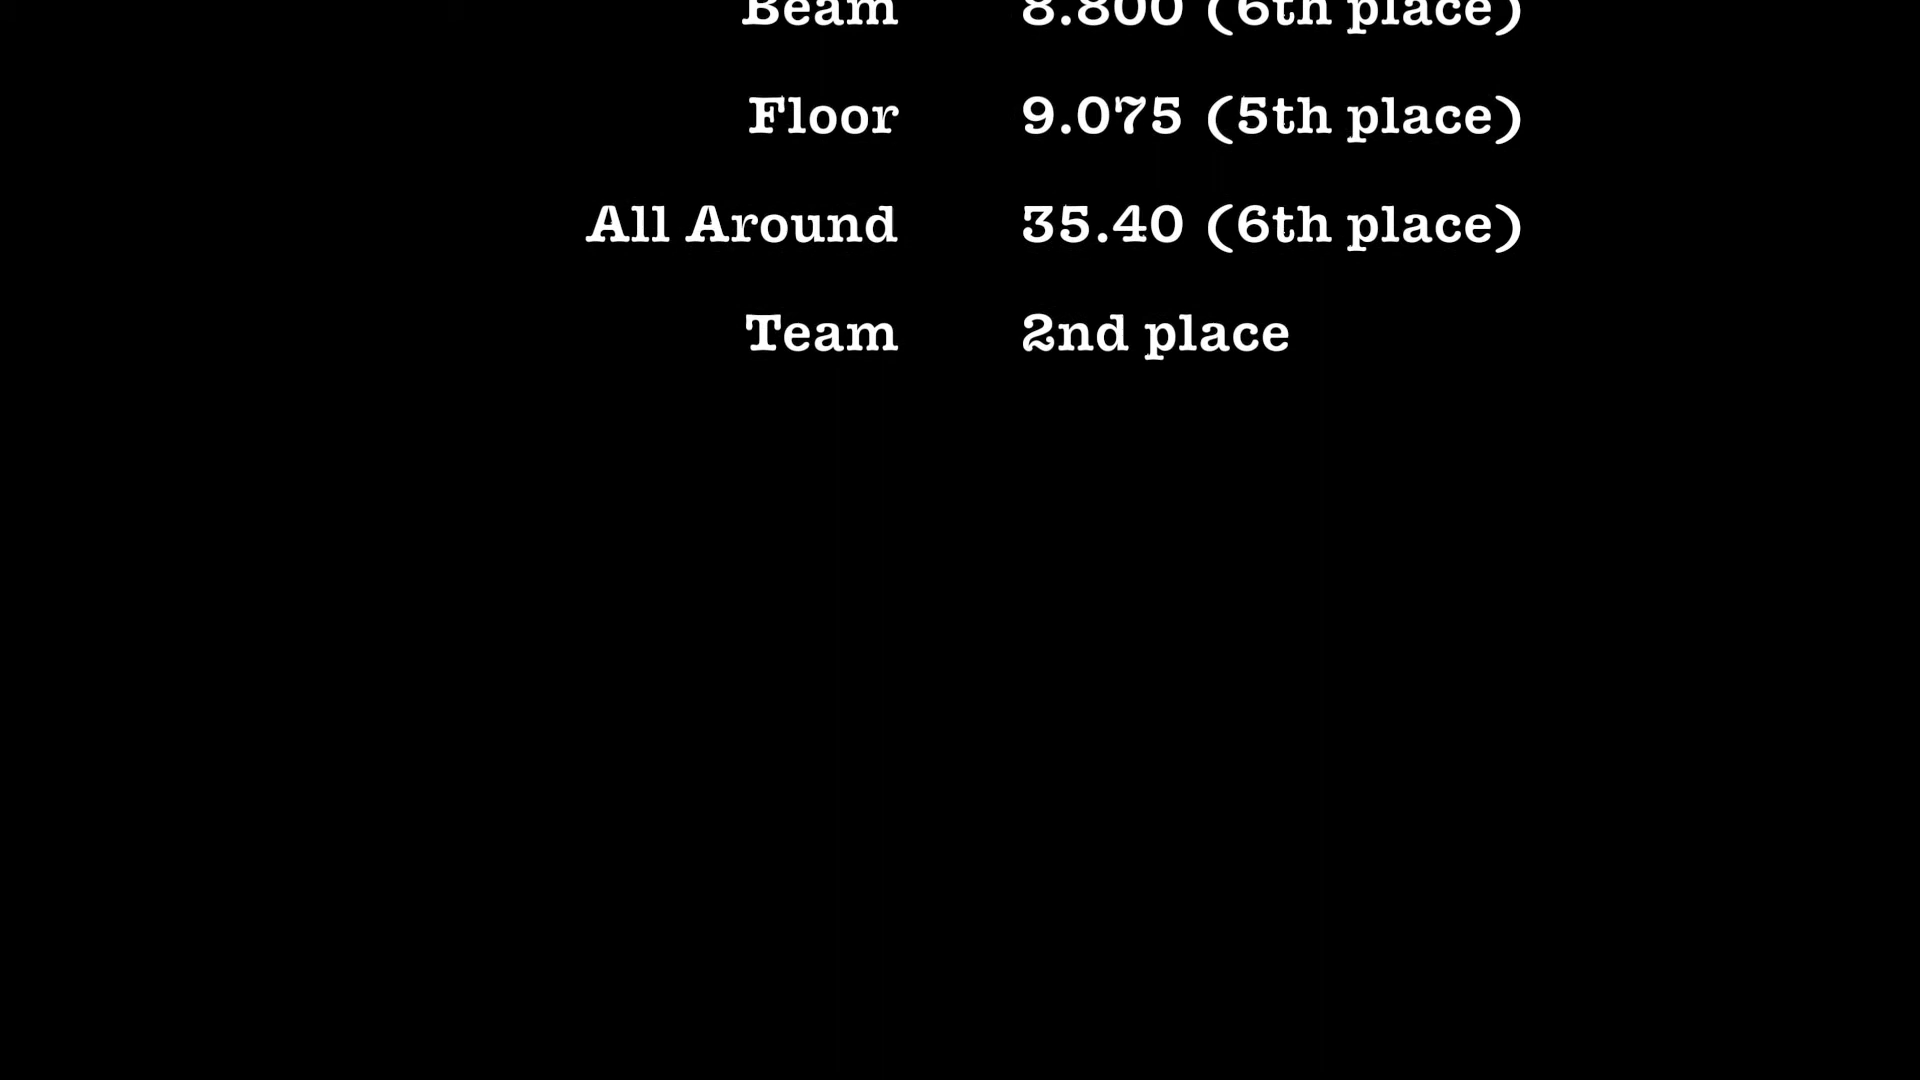 Beam 8.800 (6th place)
Floor 9.075 (5th place)
All Around 35.40 (6th place)
Team 2nd place